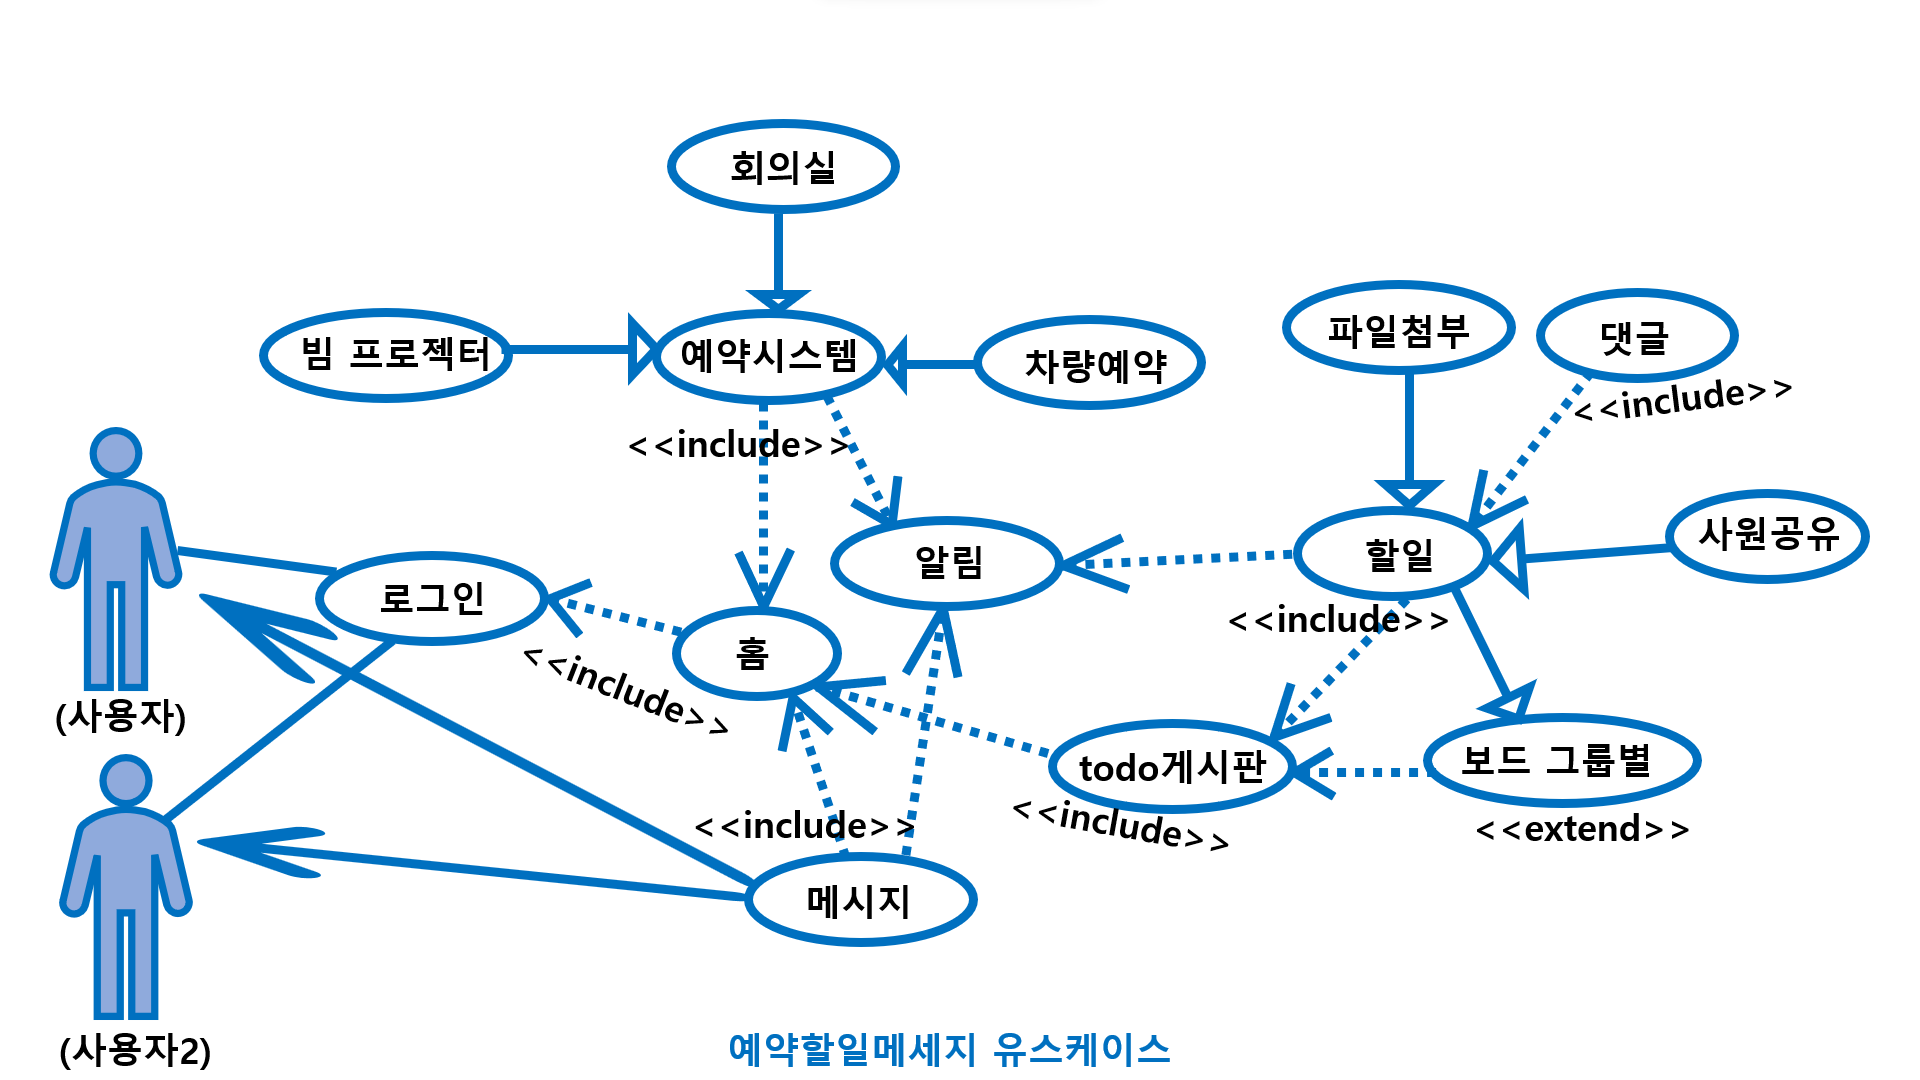 회의실
빔 프로젝터
예약시스템
차량예약
파일첨부
댓글
<<include>>
<<include>>
사원공유
알림
할일
로그인
<<include>>
홈
<<include>>
(사용자)
todo게시판
보드 그룹별
<<include>>
<<include>>
<<extend>>
메시지
(사용자2)
예약할일메세지 유스케이스